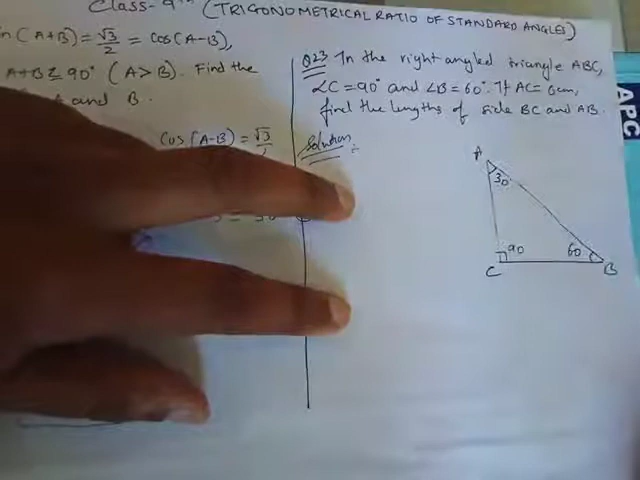 Class-9th (TRIGONOMETRICAL RATIO OF STANDARD ANGLES)
(A+B) = √3/2 = cos(A-B),
A+B ≤ 90° (A>B). Find the
A and B.
cos(A-B) = √3/2
Q23 In the right angled triangle ABC,
∠C = 90° and ∠B = 60°. If AC = 6cm,
find the lengths of side BC and AB.
Solution :-
A
30
90
60
C
B
APC